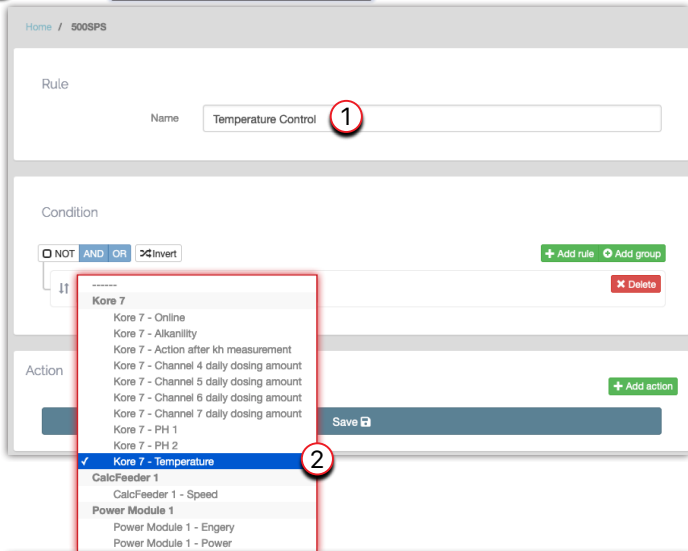 Home / 500SPS
Rule
Name Temperature Control 1
Condition
NOT AND OR Invert Add rule Add group
Delete
------
Kore 7
Kore 7 - Online
Kore 7 - Alkanility
Kore 7 - Action after kh measurement
Kore 7 - Channel 4 daily dosing amount
Kore 7 - Channel 5 daily dosing amount
Kore 7 - Channel 6 daily dosing amount
Kore 7 - Channel 7 daily dosing amount
Kore 7 - PH 1
Kore 7 - PH 2
Kore 7 - Temperature 2
CalcFeeder 1
CalcFeeder 1 - Speed
Power Module 1
Power Module 1 - Engery
Power Module 1 - Power
Action
Add action
Save